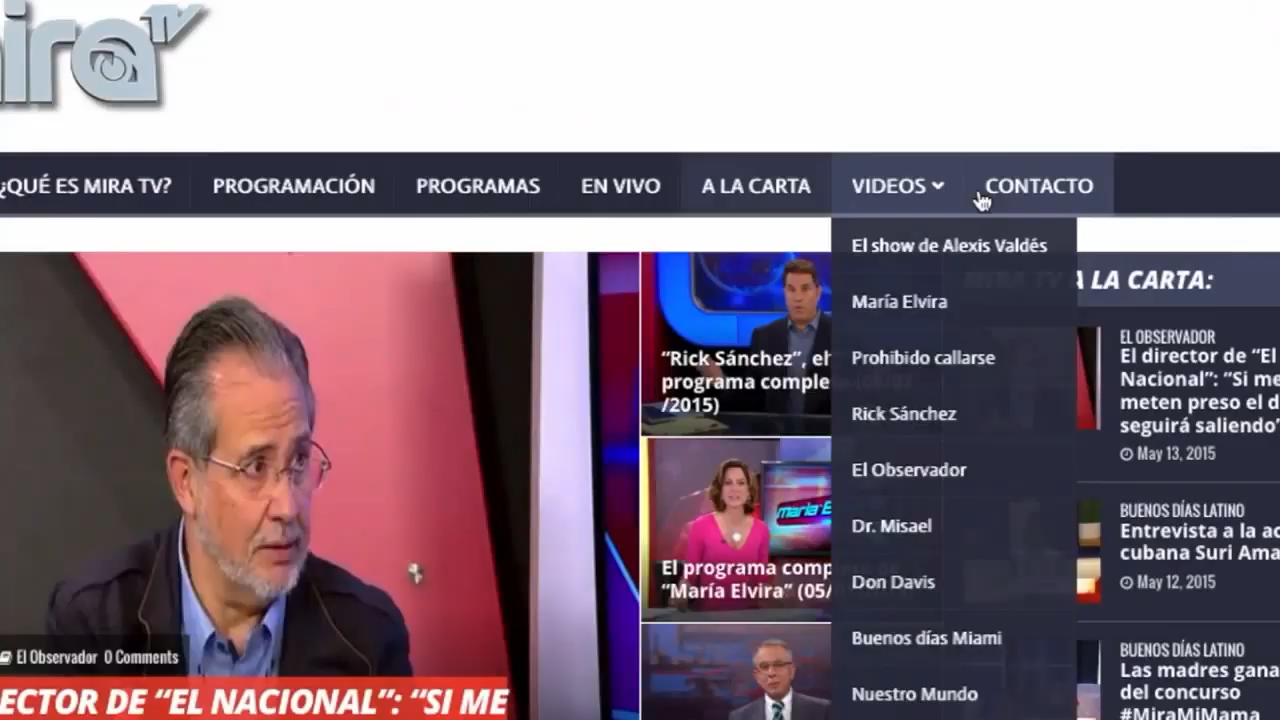 mira TV
¿QUÉ ES MIRA TV? PROGRAMACIÓN PROGRAMAS EN VIVO A LA CARTA VIDEOS CONTACTO
El show de Alexis Valdés
María Elvira
Prohibido callarse
Rick Sánchez
El Observador
Dr. Misael
Don Davis
Buenos días Miami
Nuestro Mundo
El Observador 0 Comments
ECTOR DE “EL NACIONAL”: “SI ME
“Rick Sánchez”, el
programa comple
/2015)
El programa comp
“María Elvira” (05/
MIRA TV A LA CARTA:
EL OBSERVADOR
El director de “El
Nacional”: “Si me
meten preso el d
seguirá saliendo”
May 13, 2015
BUENOS DÍAS LATINO
Entrevista a la ac
cubana Suri Ama
May 12, 2015
BUENOS DÍAS LATINO
Las madres gana
del concurso
#MiraMiMama